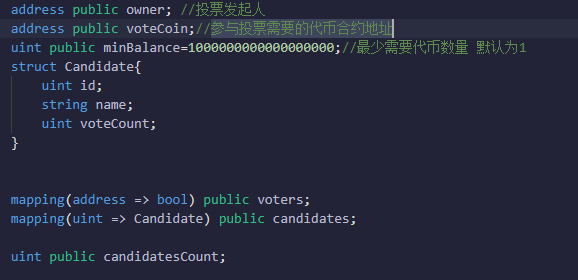 address public owner; //投票发起人
address public voteCoin;//参与投票需要的代币合约地址
uint public minBalance=1000000000000000000;//最少需要代币数量 默认为1
struct Candidate{
uint id;
string name;
uint voteCount;
}
mapping(address => bool) public voters;
mapping(uint => Candidate) public candidates;
uint public candidatesCount;